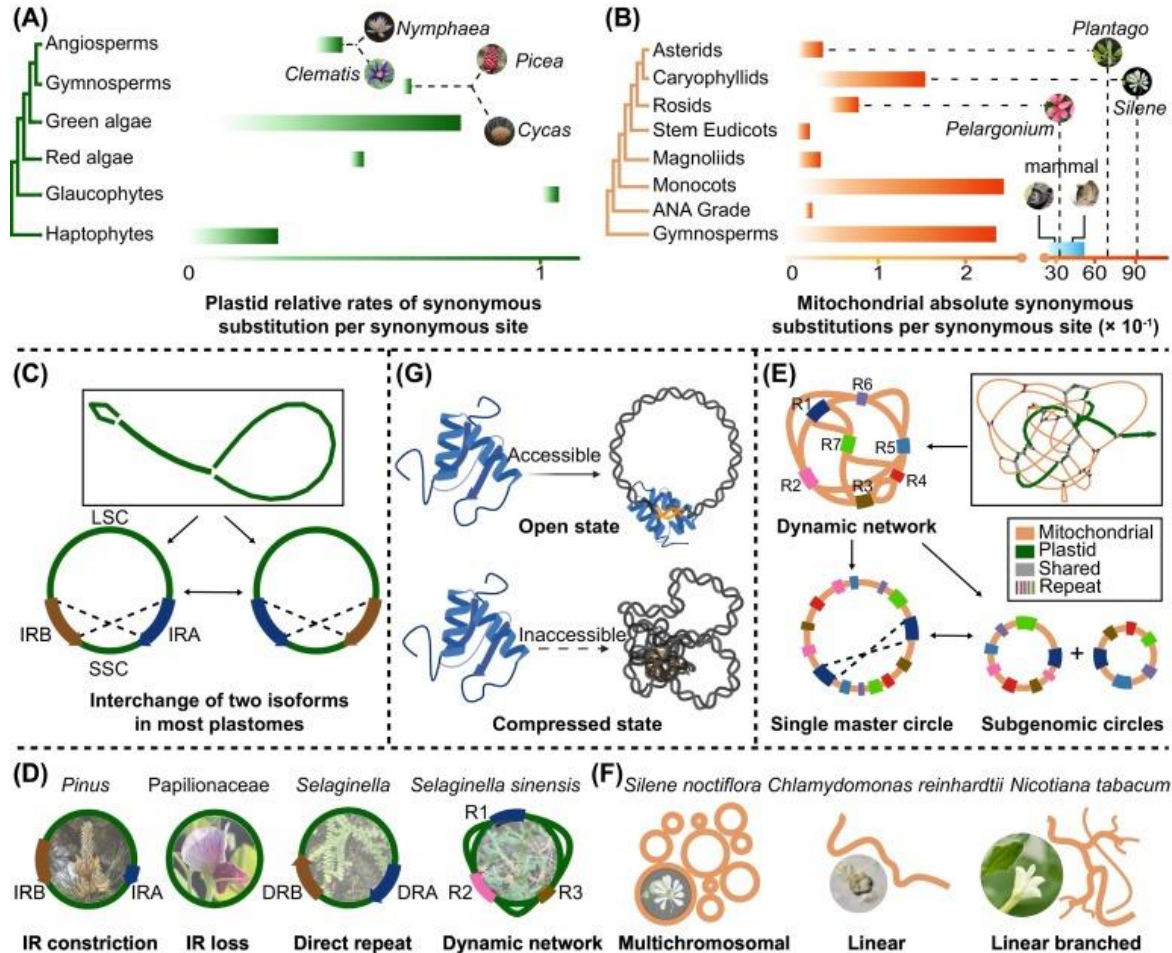 (A)
Angiosperms
Gymnosperms
Green algae
Red algae
Glaucophytes
Haptophytes
Nymphaea
Clematis
Picea
Cycas
0 1
Plastid relative rates of synonymous
substitution per synonymous site
(B)
Asterids
Caryophyllids
Rosids
Stem Eudicots
Magnoliids
Monocots
ANA Grade
Gymnosperms
Plantago
Silene
Pelargonium
mammal
0 1 2 30 60 90
Mitochondrial absolute synonymous
substitutions per synonymous site (× 10⁻¹)
(C)
LSC
IRB IRA
SSC
Interchange of two isoforms
in most plastomes
(G)
Accessible
Open state
Inaccessible
Compressed state
(E)
R6
R1
R7 R5
R2 R3 R4
Dynamic network
Mitochondrial
Plastid
Shared
Repeat
+
Single master circle Subgenomic circles
(D)
Pinus Papilionaceae Selaginella Selaginella sinensis
R1
IRB IRA DRB DRA R2 R3
IR constriction IR loss Direct repeat Dynamic network
(F)
Silene noctiflora Chlamydomonas reinhardtii Nicotiana tabacum
Multichromosomal Linear Linear branched